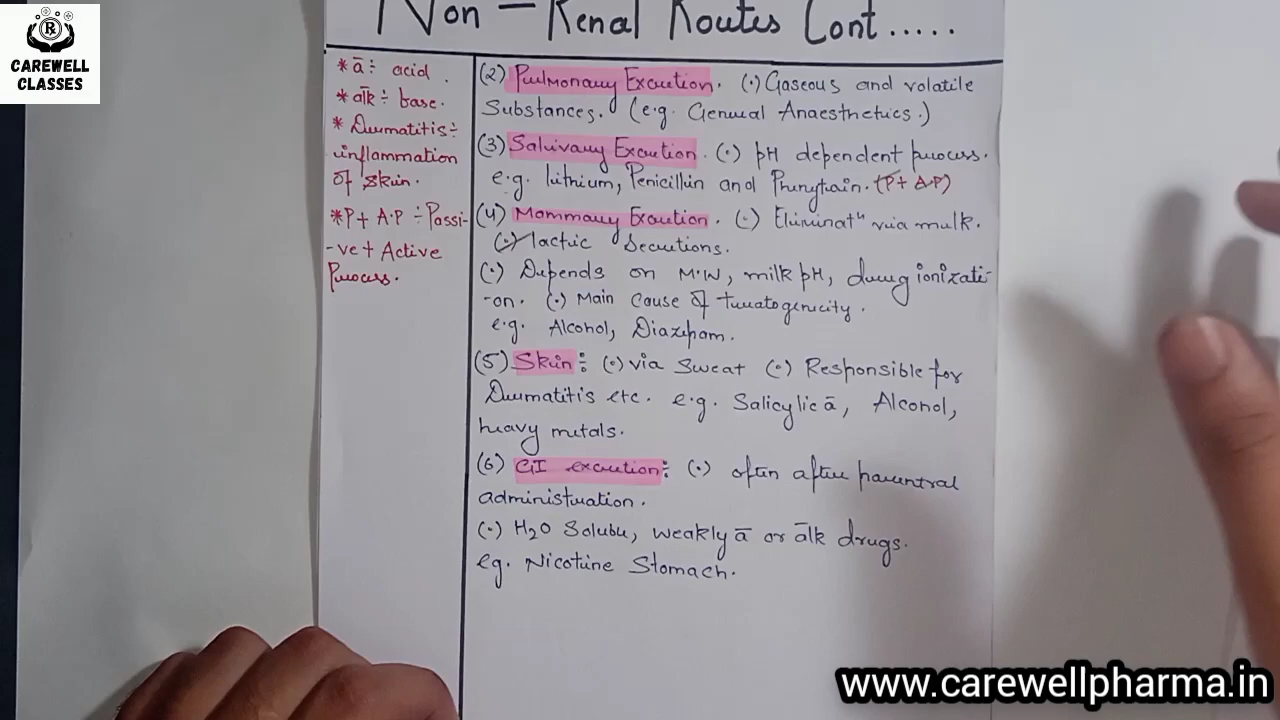 Non - Renal Routes Cont.....
CAREWELL
CLASSES
* ā÷ acid.
* ālk÷ base.
* Dermatitis÷
inflammation
of skin.
* P+ A.P ÷ Passi-
-ve + Active
Process.
(2) Pulmonary Excretion. (•) Gaseous and volatile
Substances. (e.g. General Anaesthetics.)
(3) Salivary Excretion. (•) pH dependent process.
e.g. lithium, Penicillin and Phenytoin. (P+ A.P)
(4) Mammary Excretion. (•) Eliminatⁿ via milk.
(•) lactic Secretions.
(•) Depends on M.W, milk pH, drug ionizati-
-on. (•) Main Cause of teratogenicity.
e.g. Alcohol, Diazepam.
(5) Skin: (•) via Sweat (•) Responsible for
Dermatitis etc. e.g. Salicylic ā, Alcohol,
heavy metals.
(6) GI excretion: (•) often after parentral
administration.
(•) H2O Soluble, weakly ā or ālk drugs.
eg. Nicotine Stomach.
www.carewellpharma.in